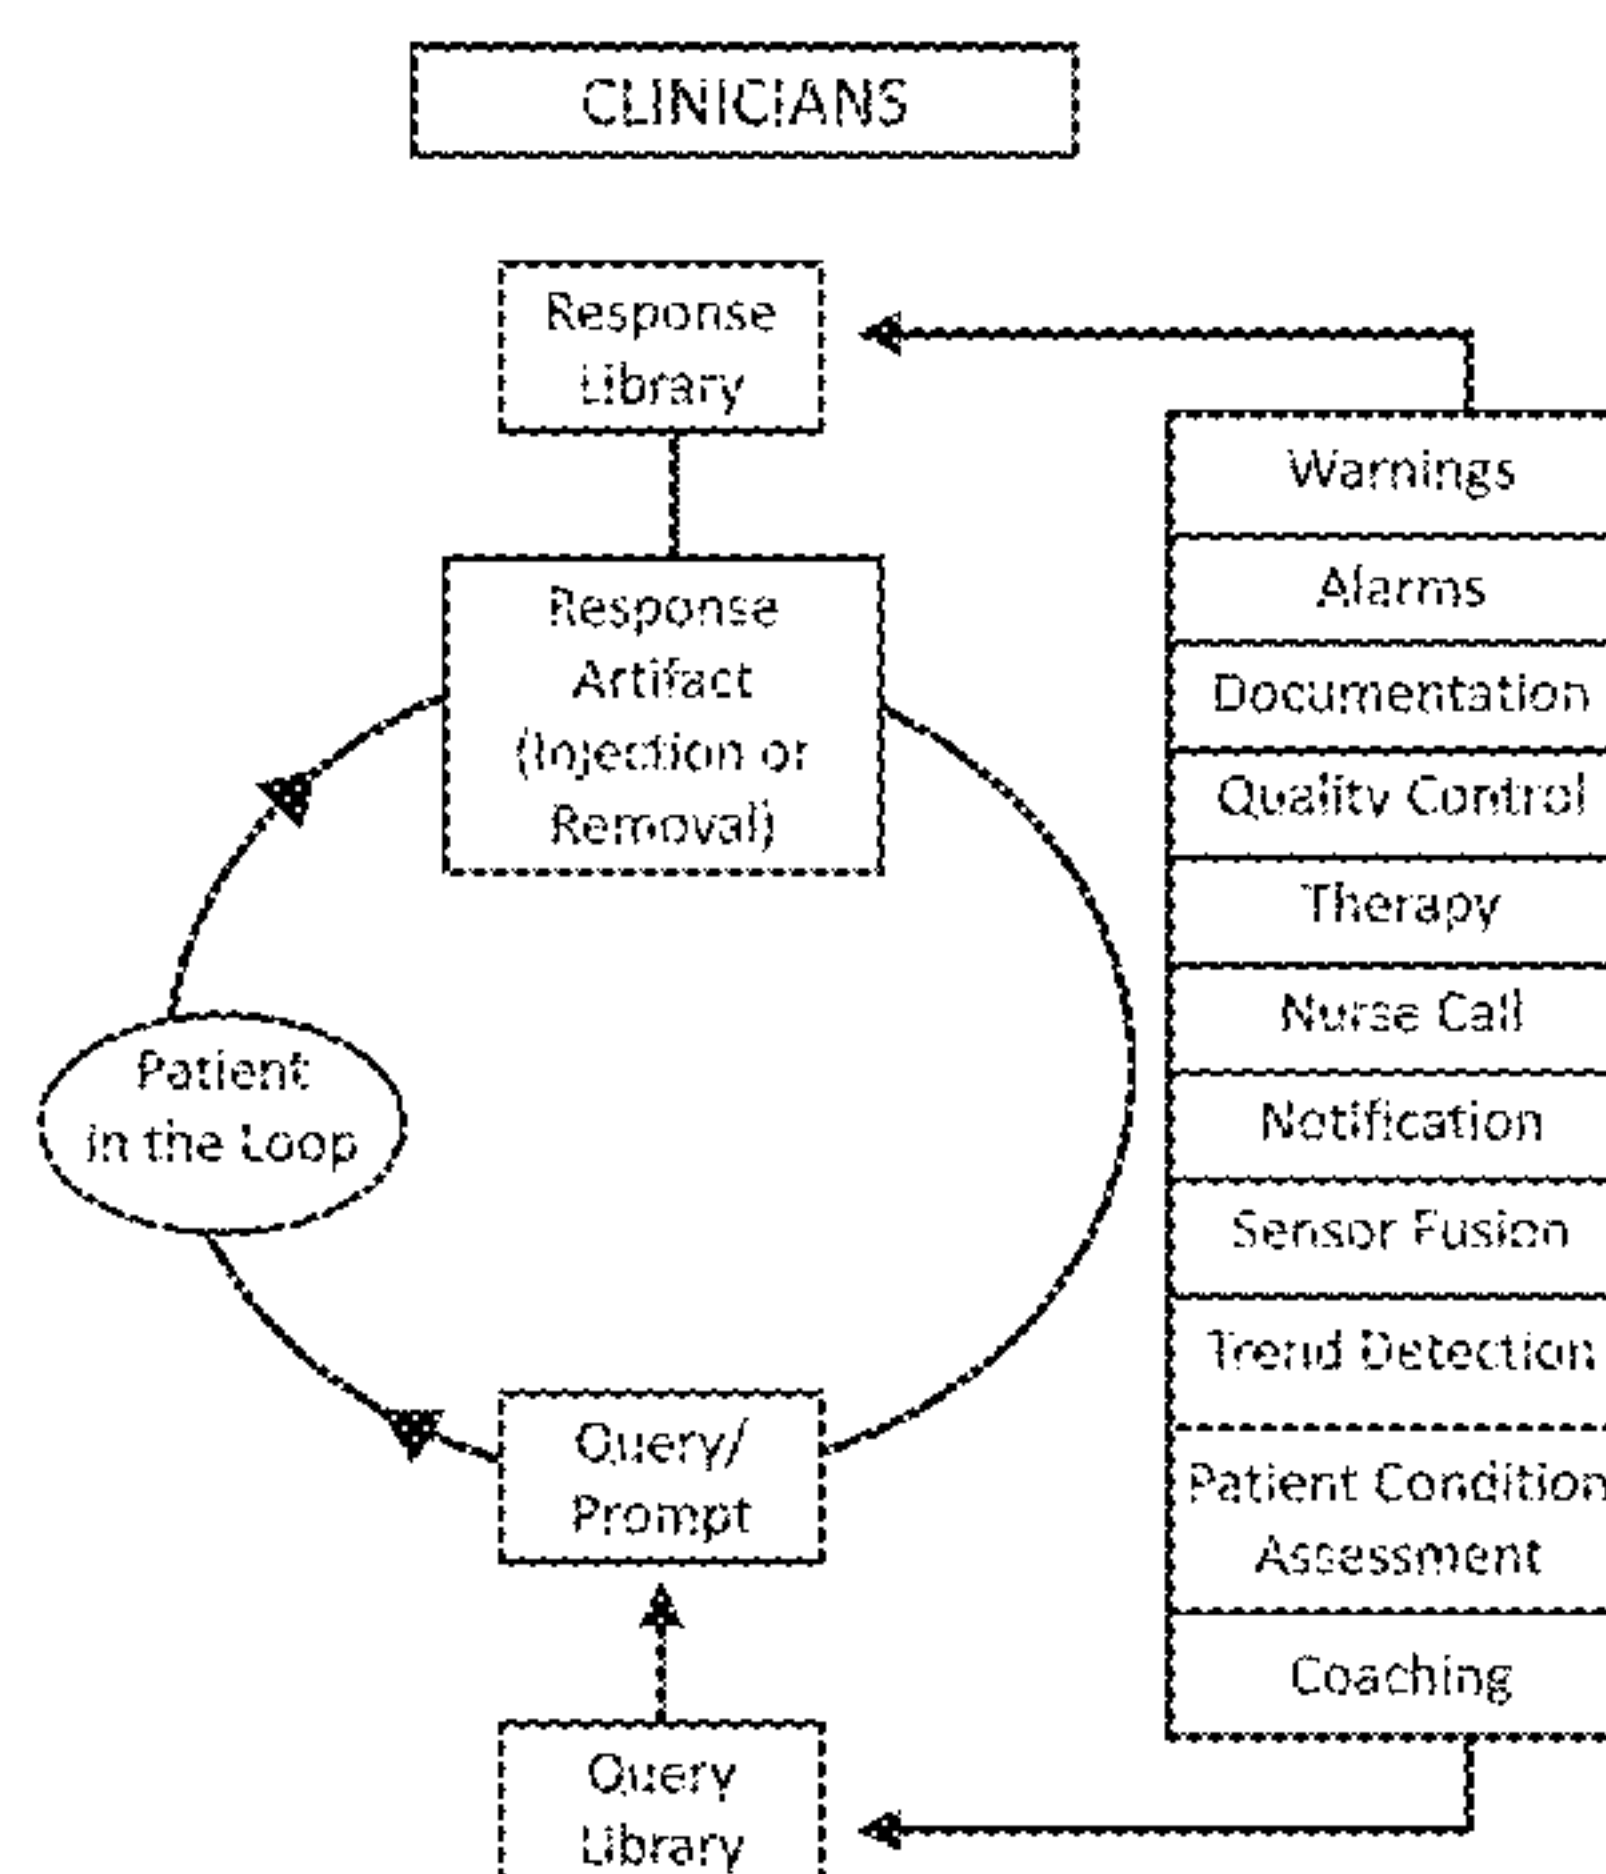 CLINICIANS
Response
Library
Response
Artifact
(Injection or
Removal)
Patient
in the Loop
Query/
Prompt
Query
Library
Warnings
Alarms
Documentation
Quality Control
Therapy
Nurse Call
Notification
Sensor Fusion
Trend Detection
Patient Condition
Assessment
Coaching